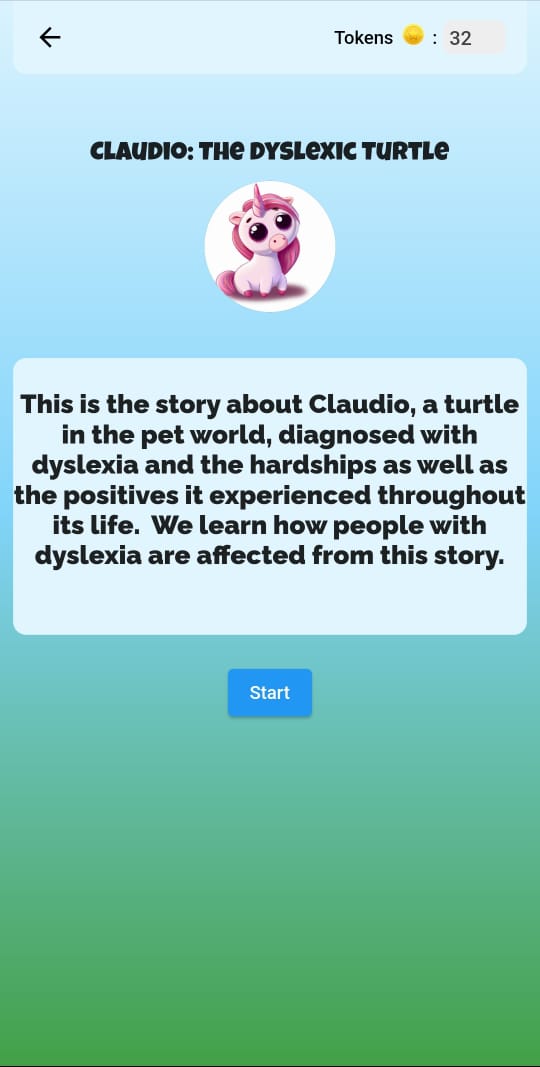 Tokens : 32
CLAUDIO: THE DYSLEXIC TURTLE
This is the story about Claudio, a turtle
in the pet world, diagnosed with
dyslexia and the hardships as well as
the positives it experienced throughout
its life.  We learn how people with
dyslexia are affected from this story.
Start